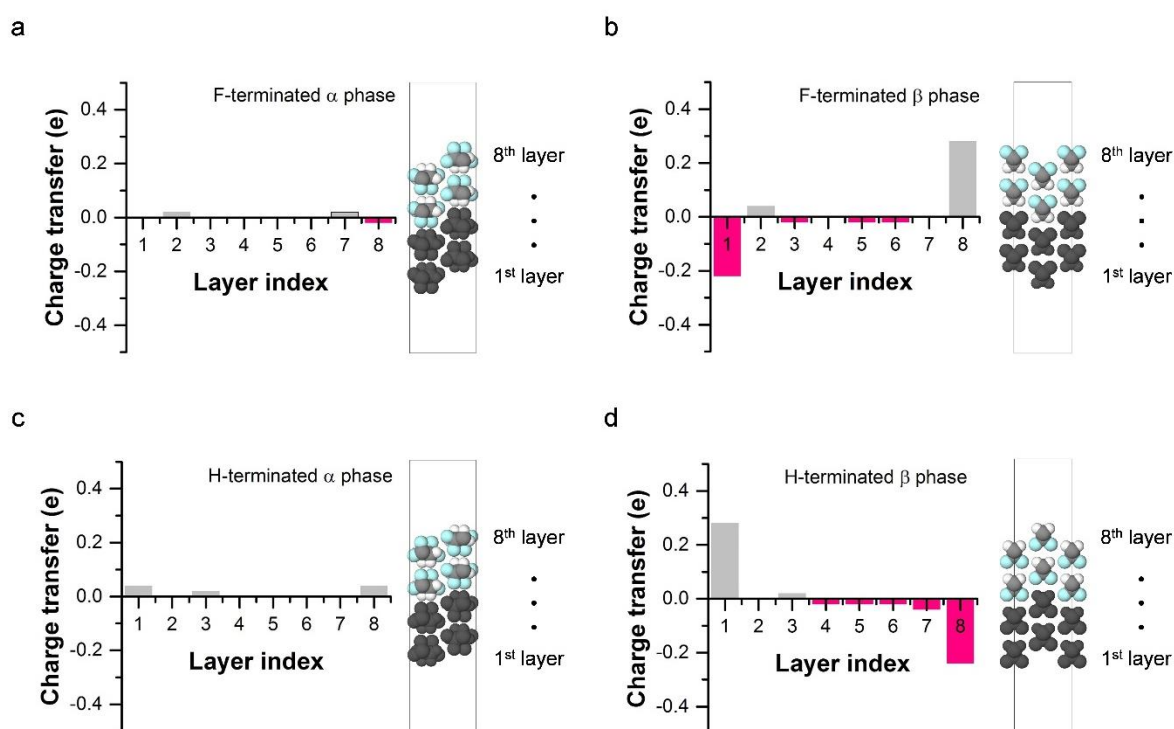 a
F-terminated α phase
Charge transfer (e)
0.4
0.2
0.0
-0.2
-0.4
1 2 3 4 5 6 7 8
Layer index
8th layer
•
•
•
1st layer
b
F-terminated β phase
Charge transfer (e)
0.4
0.2
0.0
-0.2
-0.4
1 2 3 4 5 6 7 8
Layer index
8th layer
•
•
•
1st layer
c
H-terminated α phase
Charge transfer (e)
0.4
0.2
0.0
-0.2
-0.4
1 2 3 4 5 6 7 8
Layer index
8th layer
•
•
•
1st layer
d
H-terminated β phase
Charge transfer (e)
0.4
0.2
0.0
-0.2
-0.4
1 2 3 4 5 6 7 8
Layer index
8th layer
•
•
•
1st layer